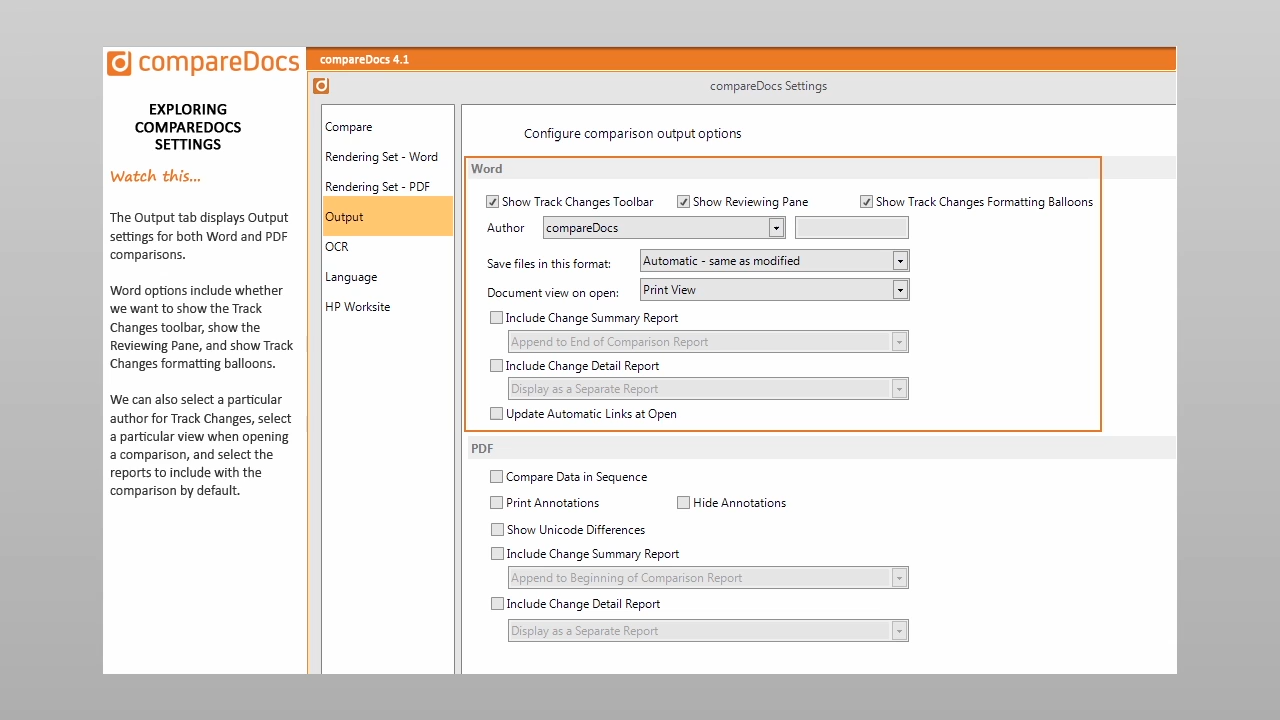 compareDocs
EXPLORING
COMPAREDOCS
SETTINGS
Watch this...
The Output tab displays Output
settings for both Word and PDF
comparisons.
Word options include whether
we want to show the Track
Changes toolbar, show the
Reviewing Pane, and show Track
Changes formatting balloons.
We can also select a particular
author for Track Changes, select
a particular view when opening
a comparison, and select the
reports to include with the
comparison by default.
compareDocs 4.1
compareDocs Settings
Compare
Rendering Set - Word
Rendering Set - PDF
Output
OCR
Language
HP Worksite
Configure comparison output options
Word
Show Track Changes Toolbar Show Reviewing Pane Show Track Changes Formatting Balloons
Author compareDocs
Save files in this format: Automatic - same as modified
Document view on open: Print View
Include Change Summary Report
Append to End of Comparison Report
Include Change Detail Report
Display as a Separate Report
Update Automatic Links at Open
PDF
Compare Data in Sequence
Print Annotations Hide Annotations
Show Unicode Differences
Include Change Summary Report
Append to Beginning of Comparison Report
Include Change Detail Report
Display as a Separate Report